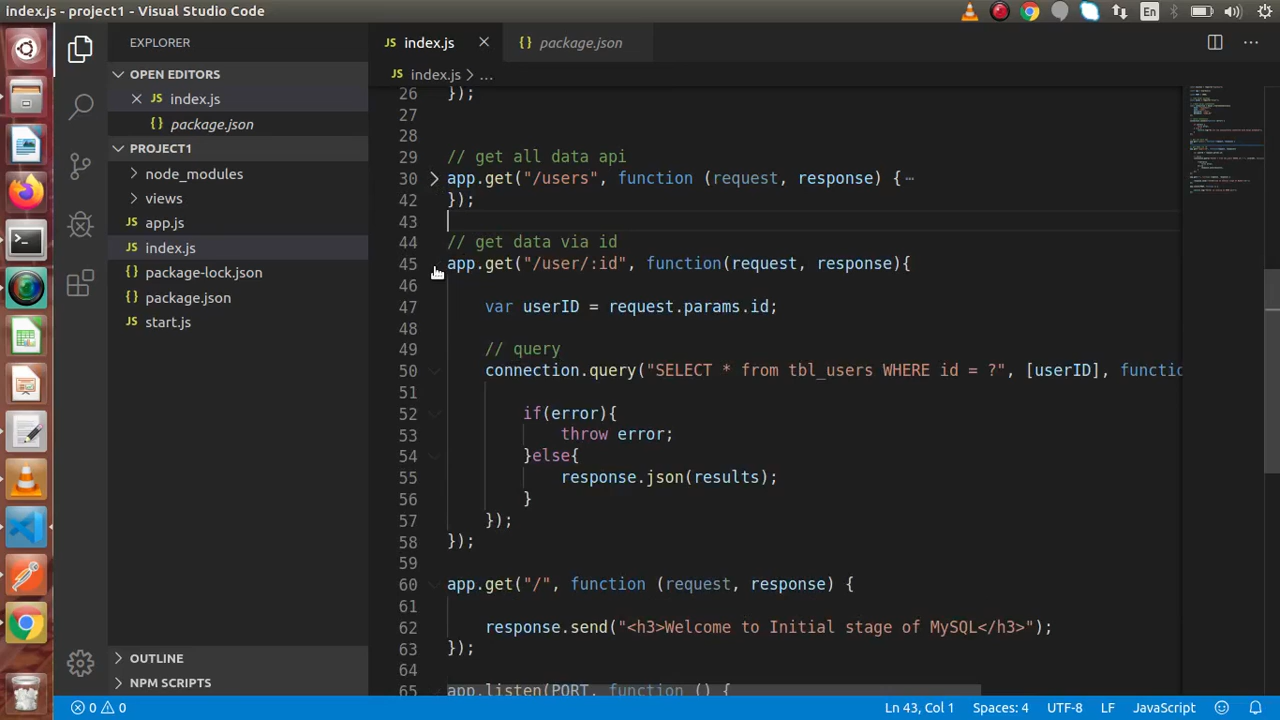 index.js - project1 - Visual Studio Code
En
EXPLORER
OPEN EDITORS
JS index.js
{} package.json
PROJECT1
node_modules
views
JS app.js
JS index.js
{} package-lock.json
{} package.json
JS start.js
OUTLINE
NPM SCRIPTS
JS index.js
{} package.json
JS index.js > ...
26 });
27
28
29 // get all data api
30 app.get("/users", function (request, response) {⋯
42 });
43
44 // get data via id
45 app.get("/user/:id", function(request, response){
46
47 var userID = request.params.id;
48
49 // query
50 connection.query("SELECT * from tbl_users WHERE id = ?", [userID], functio
51
52 if(error){
53 throw error;
54 }else{
55 response.json(results);
56 }
57 });
58 });
59
60 app.get("/", function (request, response) {
61
62 response.send("<h3>Welcome to Initial stage of MySQL</h3>");
63 });
64
65 app.listen(PORT, function () {
0 0
Ln 43, Col 1
Spaces: 4
UTF-8
LF
JavaScript